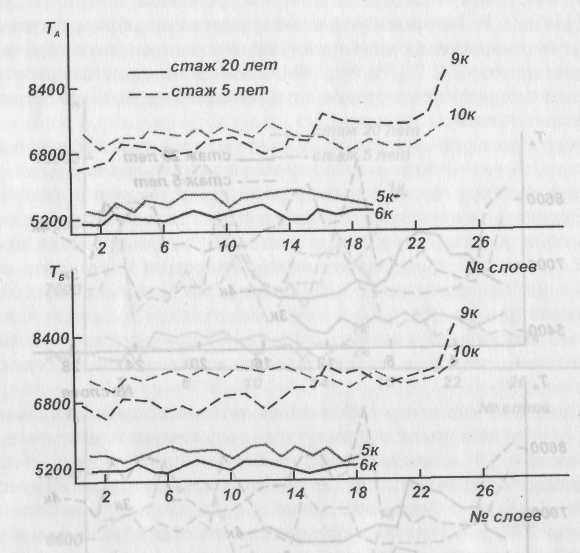 T_A
стаж 20 лет
стаж 5 лет
9к
8400
10к
6800
5к
5200
6к
2 6 10 14 18 22 26
№ слоев
T_Б
9к
8400
10к
6800
5к
5200
6к
2 6 10 14 18 22 26
№ слоев